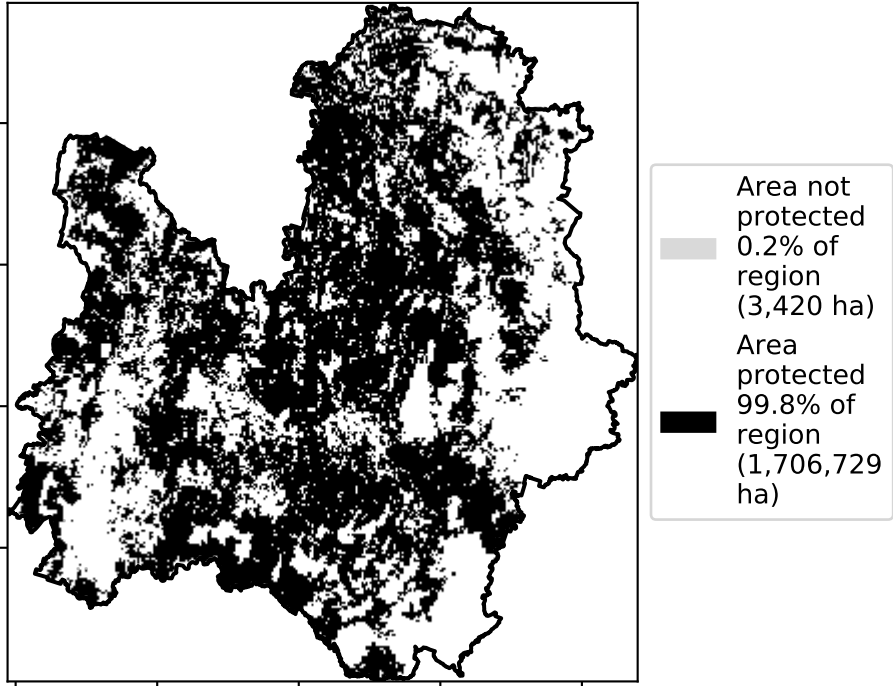 Area not
protected
0.2% of
region
(3,420 ha)
Area
protected
99.8% of
region
(1,706,729
ha)